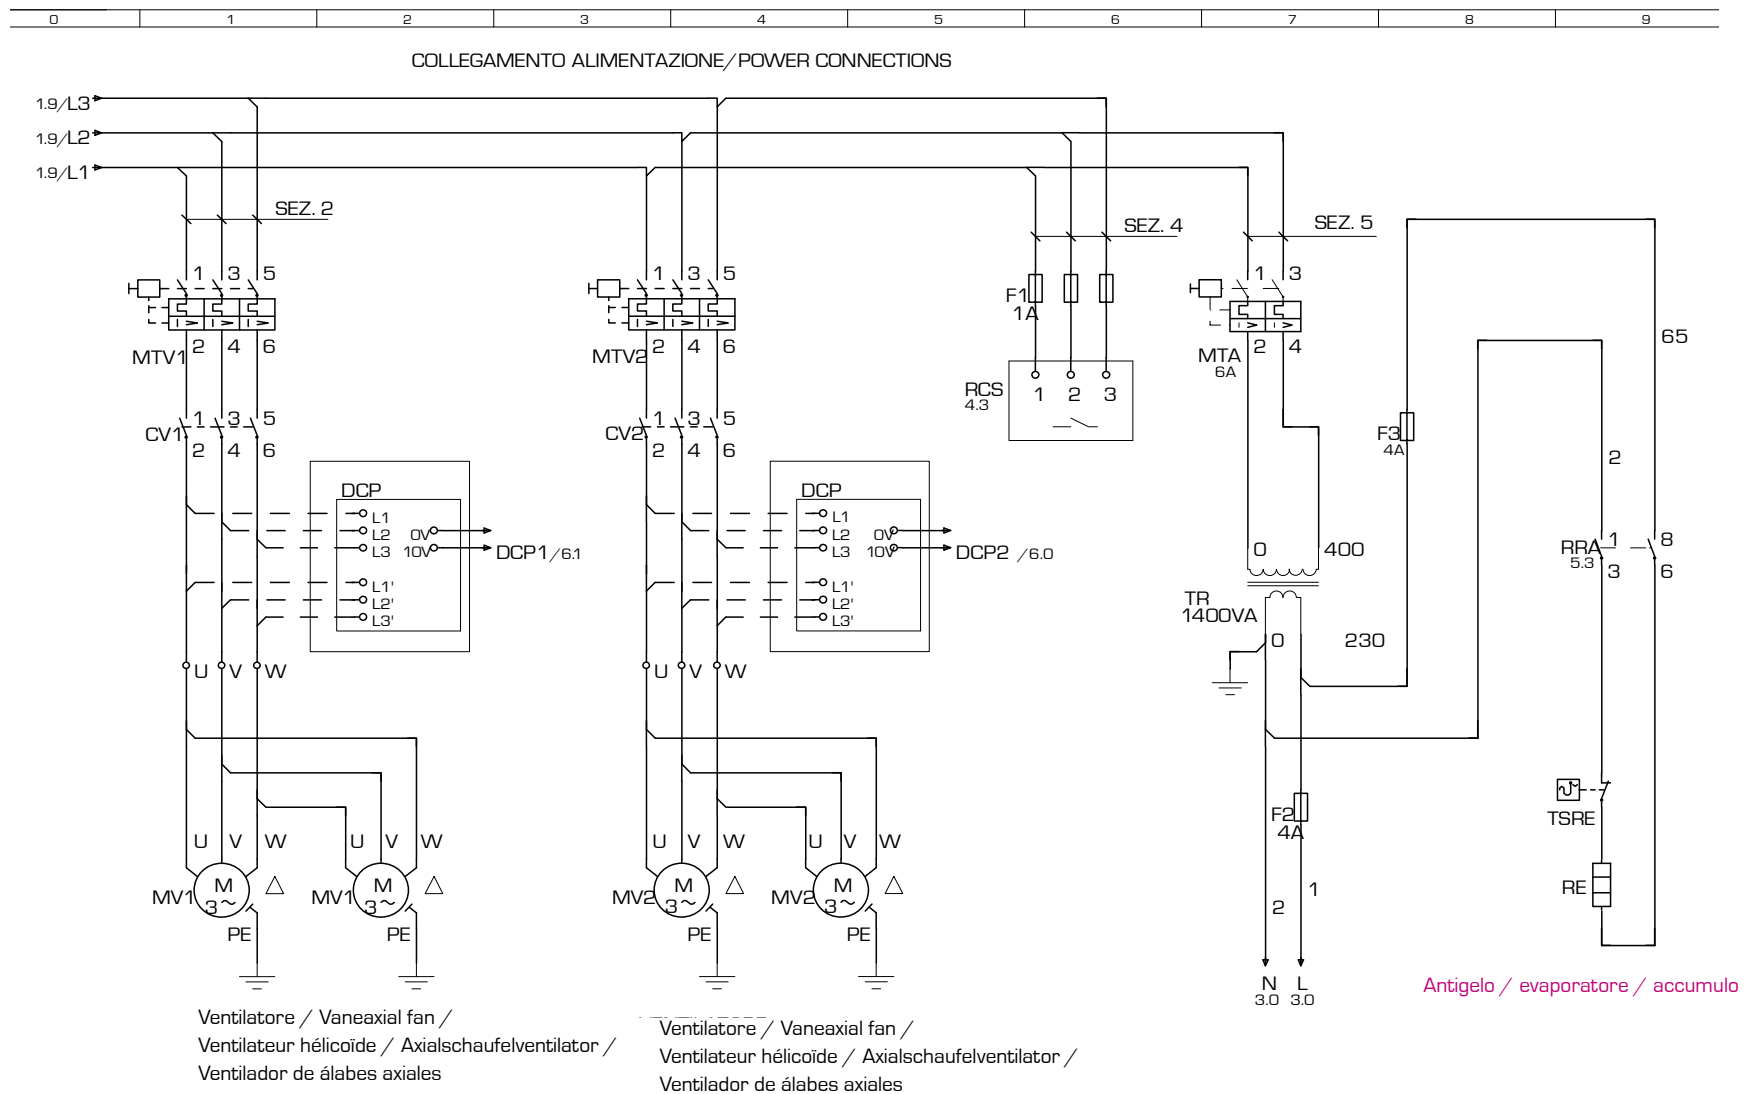 0 1 2 3 4 5 6 7 8 9
COLLEGAMENTO ALIMENTAZIONE/POWER CONNECTIONS
1.9/L3
1.9/L2
1.9/L1
SEZ. 2
SEZ. 4
SEZ. 5
1 3 5
1 3 5
1 3
F1
1A
MTV1
2 4 6
MTV2
2 4 6
MTA
6A
2 4
65
RCS
4.3
1 2 3
CV1
1 3 5
2 4 6
CV2
1 3 5
2 4 6
F3
4A
2
DCP
L1
L2
L3
0V
10V
DCP1 /6.1
L1'
L2'
L3'
DCP
L1
L2
L3
0V
10V
DCP2 /6.0
L1'
L2'
L3'
0 400
RRA
5.3
1 8
3 6
TR
1400VA
0 230
U V W
U V W
F2
4A
TSRE
U V W U V W
U V W U V W
MV1 M 3~
MV1 M 3~
MV2 M 3~
MV2 M 3~
RE
1
2
PE PE PE PE
N L
3.0 3.0
Antigelo / evaporatore / accumulo
Ventilatore / Vaneaxial fan /
Ventilateur hélicoïde / Axialschaufelventilator /
Ventilador de álabes axiales
Ventilatore / Vaneaxial fan /
Ventilateur hélicoïde / Axialschaufelventilator /
Ventilador de álabes axiales